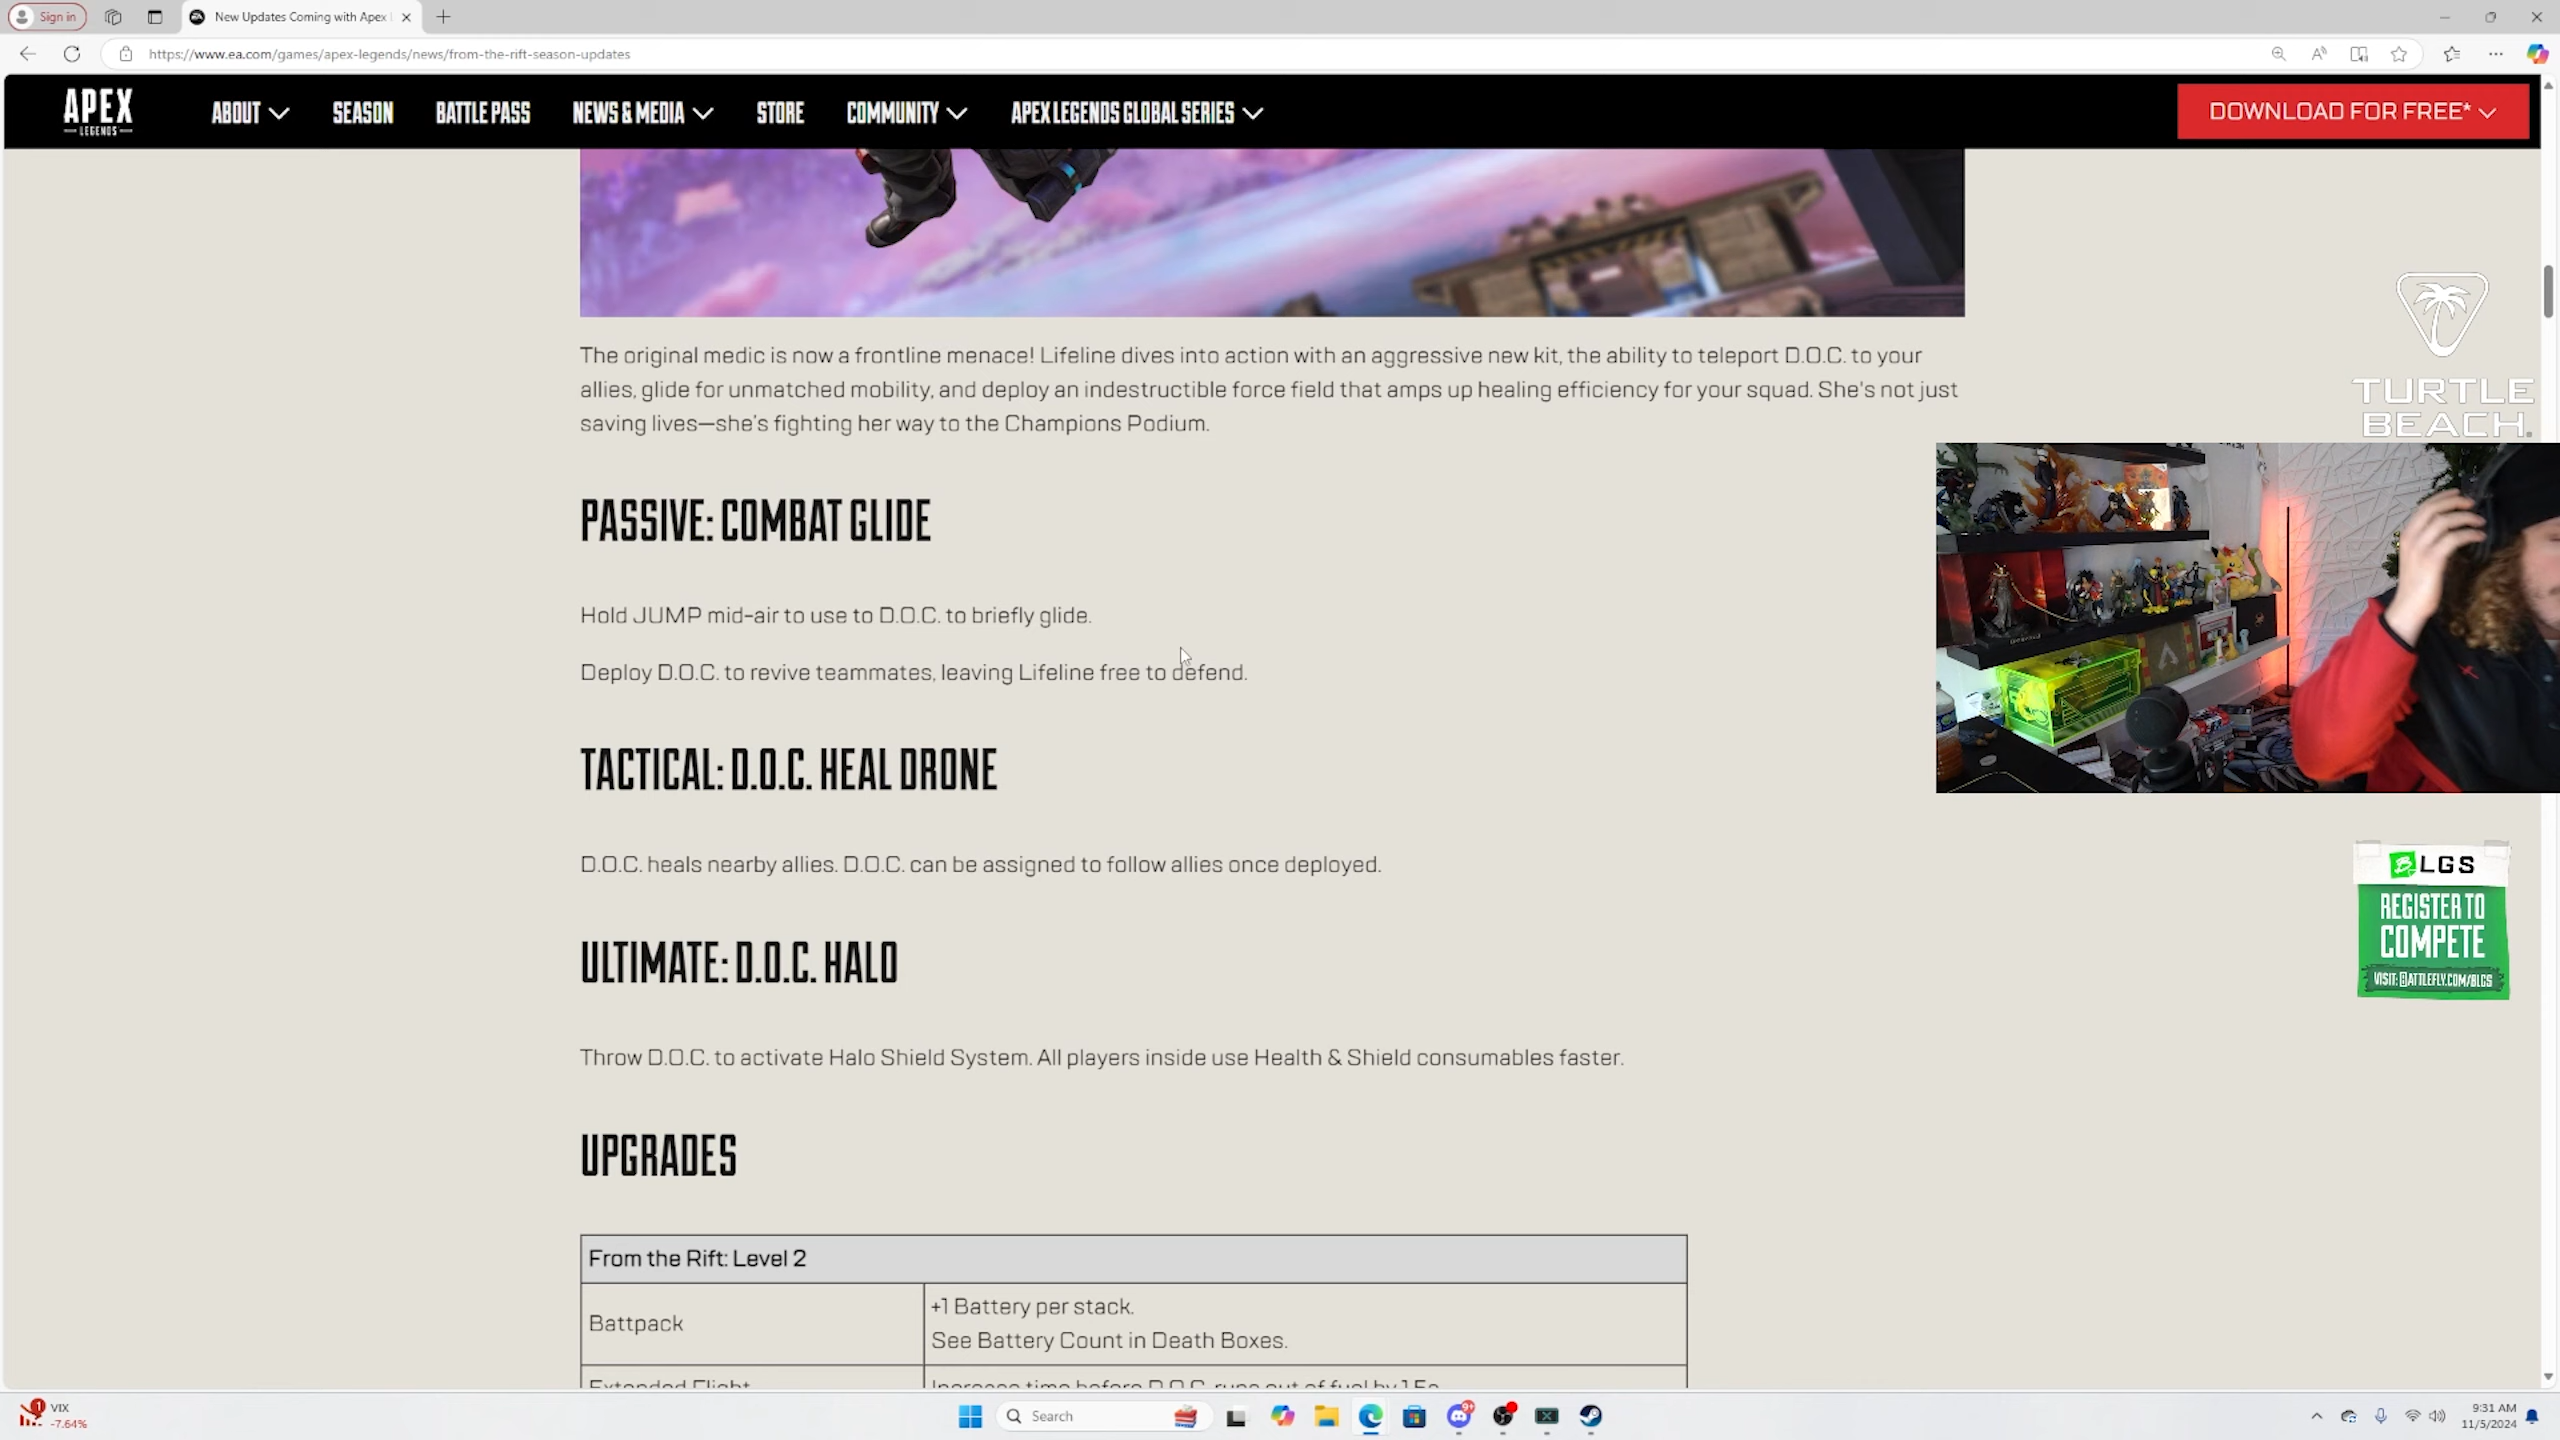 Sign in
New Updates Coming with Apex
https://www.ea.com/games/apex-legends/news/from-the-rift-season-updates
APEX
LEGENDS
ABOUT
SEASON
BATTLE PASS
NEWS & MEDIA
STORE
COMMUNITY
APEX LEGENDS GLOBAL SERIES
DOWNLOAD FOR FREE*
The original medic is now a frontline menace! Lifeline dives into action with an aggressive new kit, the ability to teleport D.O.C. to your
allies, glide for unmatched mobility, and deploy an indestructible force field that amps up healing efficiency for your squad. She's not just
saving lives—she's fighting her way to the Champions Podium.
TURTLE
BEACH.
PASSIVE: COMBAT GLIDE
Hold JUMP mid-air to use to D.O.C. to briefly glide.
Deploy D.O.C. to revive teammates, leaving Lifeline free to defend.
TACTICAL: D.O.C. HEAL DRONE
D.O.C. heals nearby allies. D.O.C. can be assigned to follow allies once deployed.
BLGS
REGISTER TO
COMPETE
VISIT: BATTLEFLY.COM/BLGS
ULTIMATE: D.O.C. HALO
Throw D.O.C. to activate Halo Shield System. All players inside use Health & Shield consumables faster.
UPGRADES
From the Rift: Level 2
Battpack
+1 Battery per stack.
See Battery Count in Death Boxes.
Extended Flight
Increase time before D.O.C. runs out of fuel by 1.5s
1
VIX
-7.64%
Search
9+
9:31 AM
11/5/2024